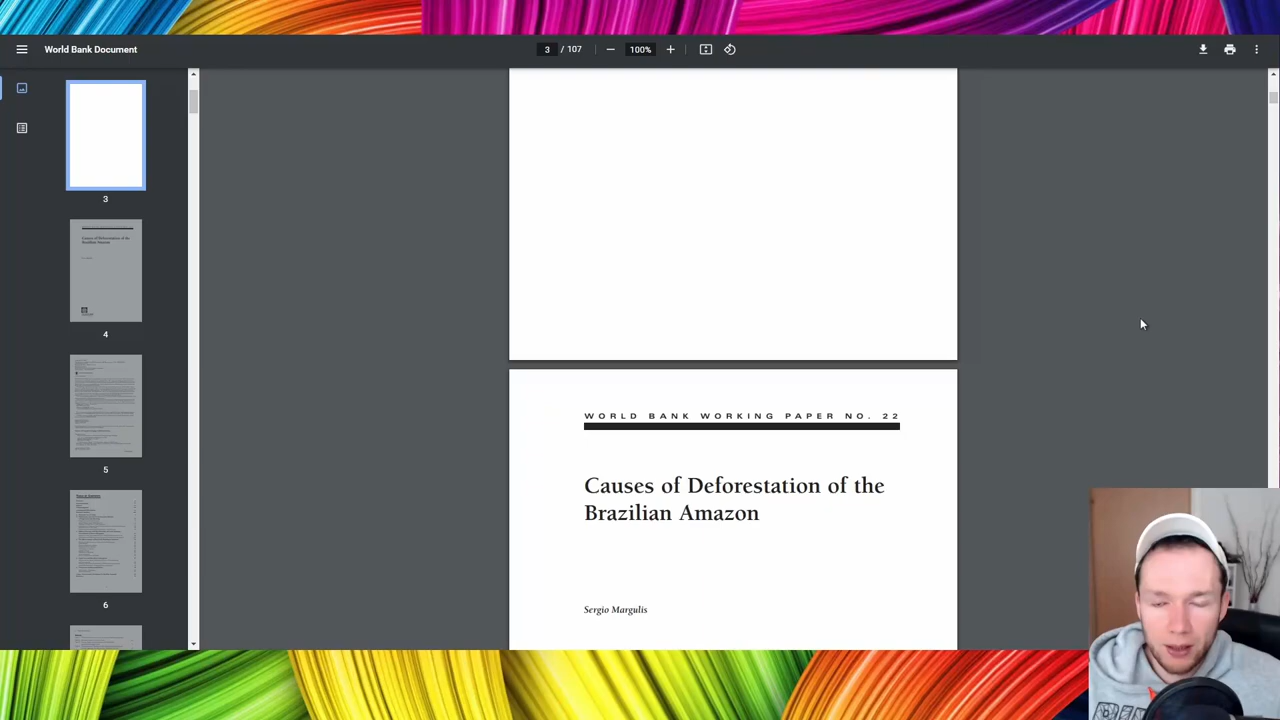 World Bank Document
3 / 107
100%
3
4
5
6
WORLD BANK WORKING PAPER NO. 22
Causes of Deforestation of the
Brazilian Amazon
Sergio Margulis